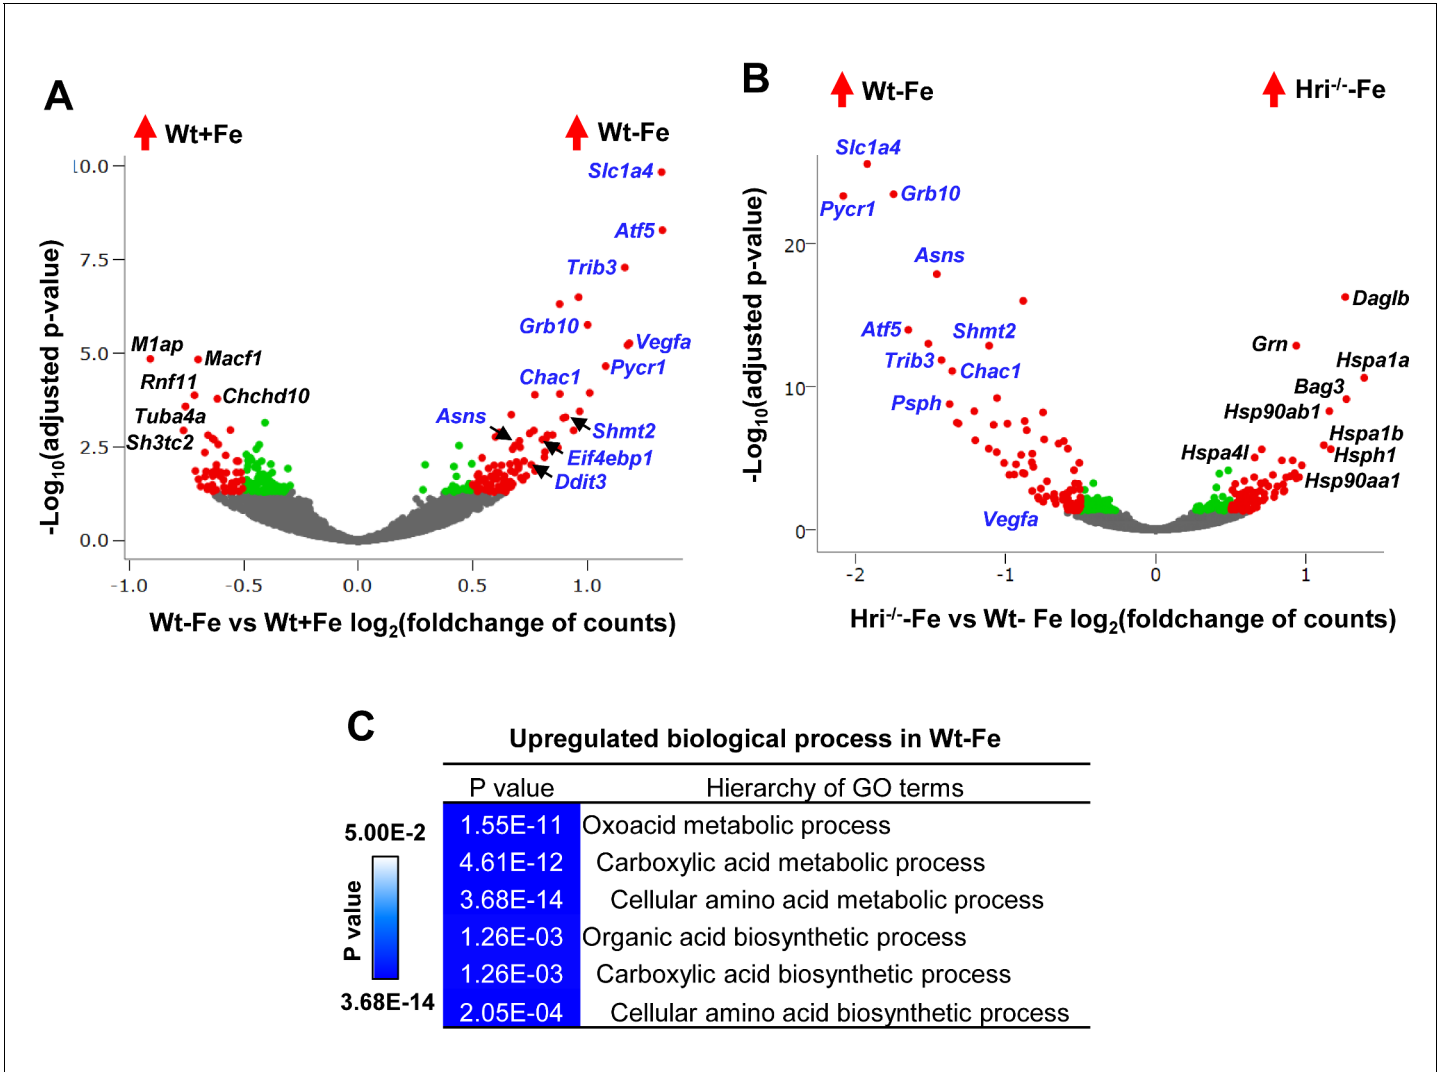 A
Wt+Fe
Wt-Fe
-Log10(adjusted p-value)
10.0
7.5
5.0
2.5
0.0
-1.0
-0.5
0.0
0.5
1.0
Slc1a4
Atf5
Trib3
Grb10
Vegfa
Pycr1
Chac1
Asns
Shmt2
Eif4ebp1
Ddit3
M1ap
Macf1
Rnf11
Chchd10
Tuba4a
Sh3tc2
Wt-Fe vs Wt+Fe log2(foldchange of counts)
B
Wt-Fe
Hri-/--Fe
-Log10(adjusted p-value)
20
10
0
-2
-1
0
1
Slc1a4
Grb10
Pycr1
Asns
Atf5
Shmt2
Trib3
Chac1
Psph
Vegfa
Daglb
Grn
Hspa1a
Bag3
Hsp90ab1
Hspa1b
Hspa4l
Hsph1
Hsp90aa1
Hri-/--Fe vs Wt- Fe log2(foldchange of counts)
C
Upregulated biological process in Wt-Fe
P value Hierarchy of GO terms
1.55E-11 Oxoacid metabolic process
4.61E-12 Carboxylic acid metabolic process
3.68E-14 Cellular amino acid metabolic process
1.26E-03 Organic acid biosynthetic process
1.26E-03 Carboxylic acid biosynthetic process
2.05E-04 Cellular amino acid biosynthetic process
5.00E-2
P value
3.68E-14